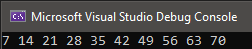 Microsoft Visual Studio Debug Console
7 14 21 28 35 42 49 56 63 70